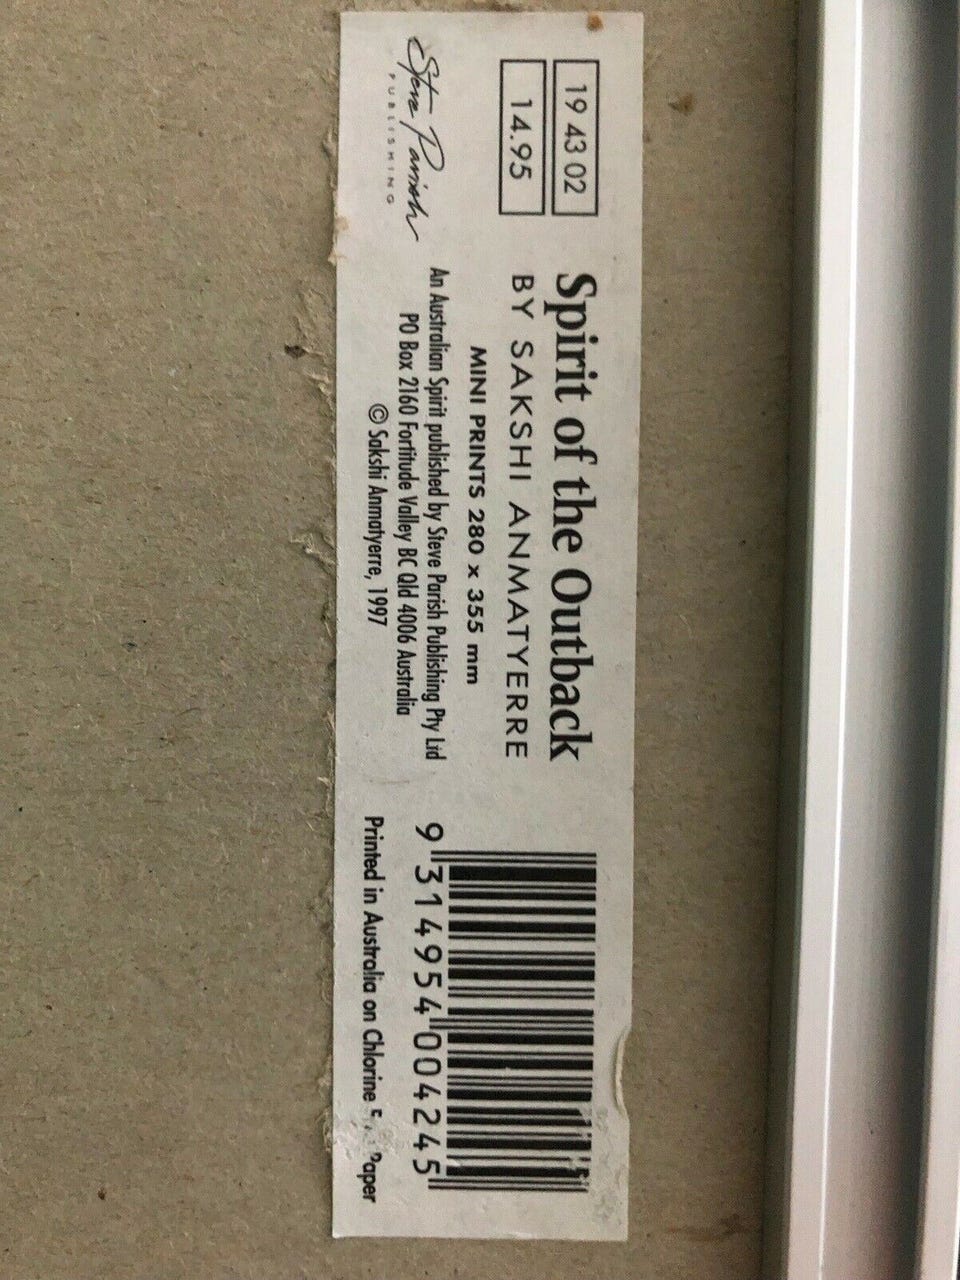 19 43 02
14.95
Steve Parish
PUBLISHING
Spirit of the Outback
BY SAKSHI ANMATYERRE
MINI PRINTS 280 x 355 mm
An Australian Spirit published by Steve Parish Publishing Pty Ltd
PO Box 2160 Fortitude Valley BC Qld 4006 Australia
© Sakshi Anmatyerre, 1997
9 314954 004245
Printed in Australia on Chlorine Paper